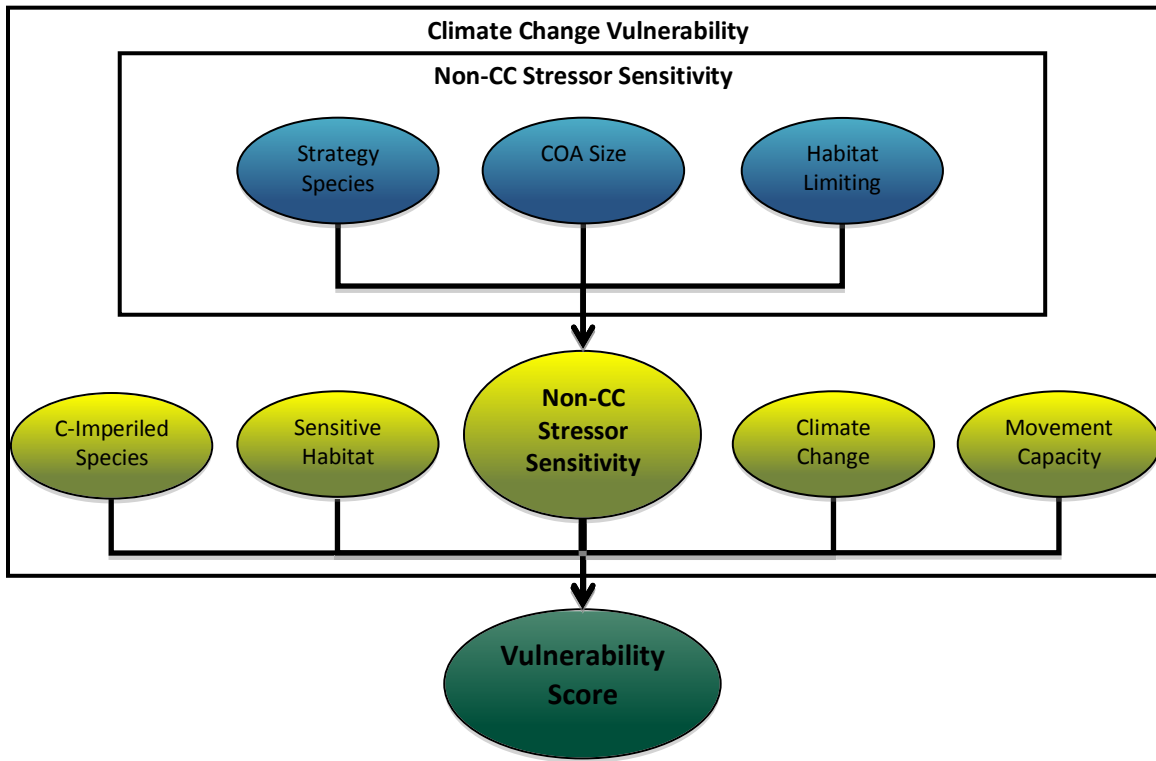 Climate Change Vulnerability
Non-CC Stressor Sensitivity
Strategy
Species
COA Size
Habitat
Limiting
C-Imperiled
Species
Sensitive
Habitat
Non-CC
Stressor
Sensitivity
Climate
Change
Movement
Capacity
Vulnerability
Score